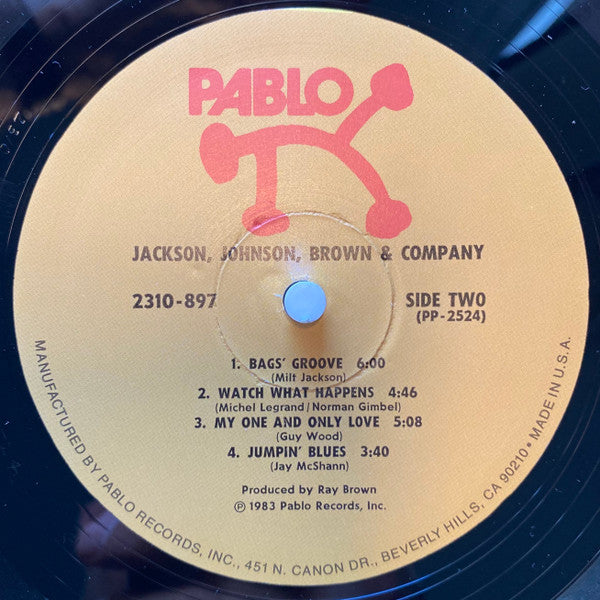 PABLO
JACKSON, JOHNSON, BROWN & COMPANY
2310-897
SIDE TWO
(PP-2524)
1. BAGS' GROOVE 6:00
(Milt Jackson)
2. WATCH WHAT HAPPENS 4:46
(Michel Legrand/Norman Gimbel)
3. MY ONE AND ONLY LOVE 5:08
(Guy Wood)
4. JUMPIN' BLUES 3:40
(Jay McShann)
Produced by Ray Brown
℗ 1983 Pablo Records, Inc.
MANUFACTURED BY PABLO RECORDS, INC., 451 N. CANON DR., BEVERLY HILLS, CA 90210 • MADE IN U.S.A.